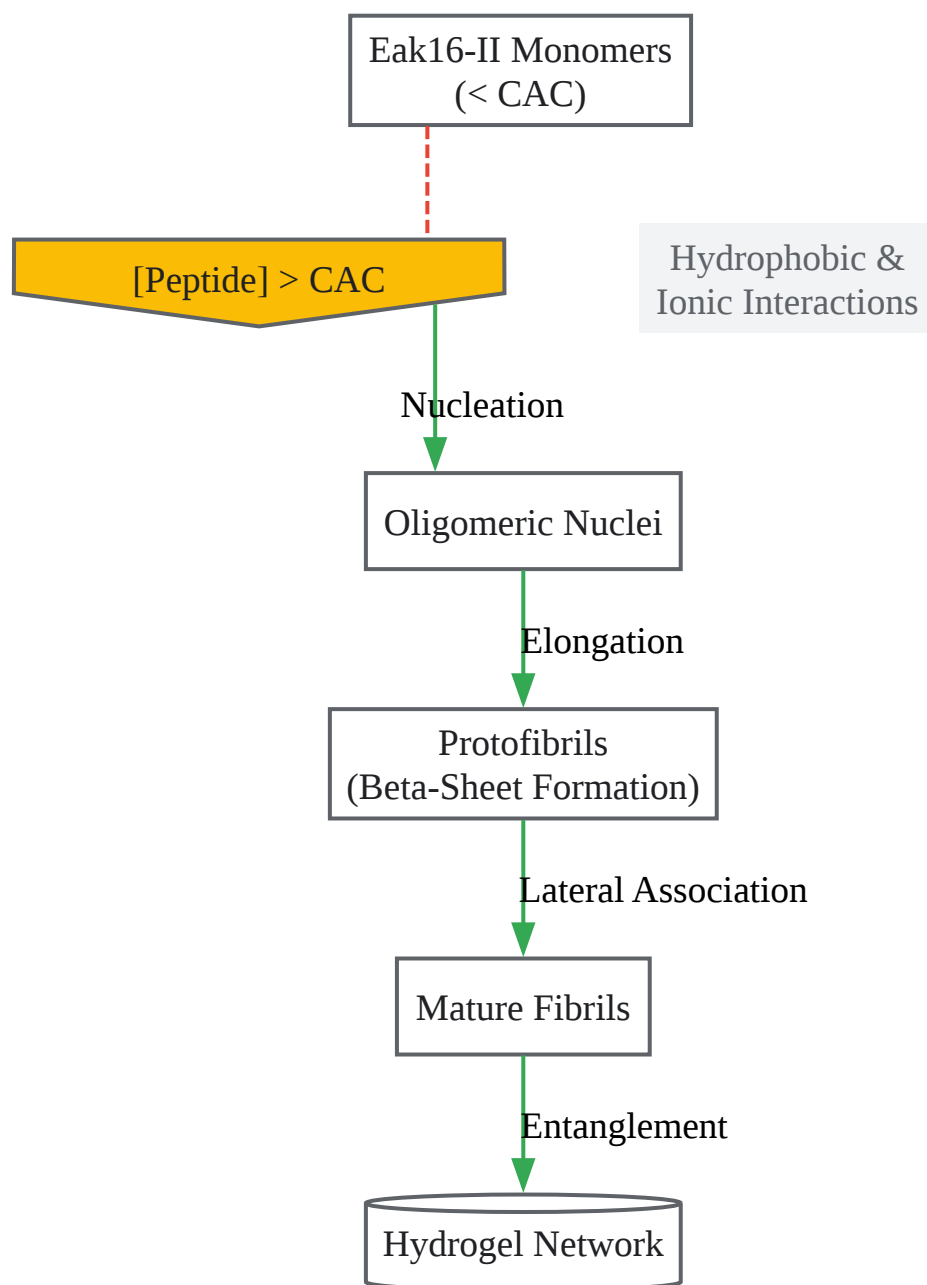 Eak16-II Monomers
(< CAC)
[Peptide] > CAC
Hydrophobic &
Ionic Interactions
Nucleation
Oligomeric Nuclei
Elongation
Protofibrils
(Beta-Sheet Formation)
Lateral Association
Mature Fibrils
Entanglement
Hydrogel Network